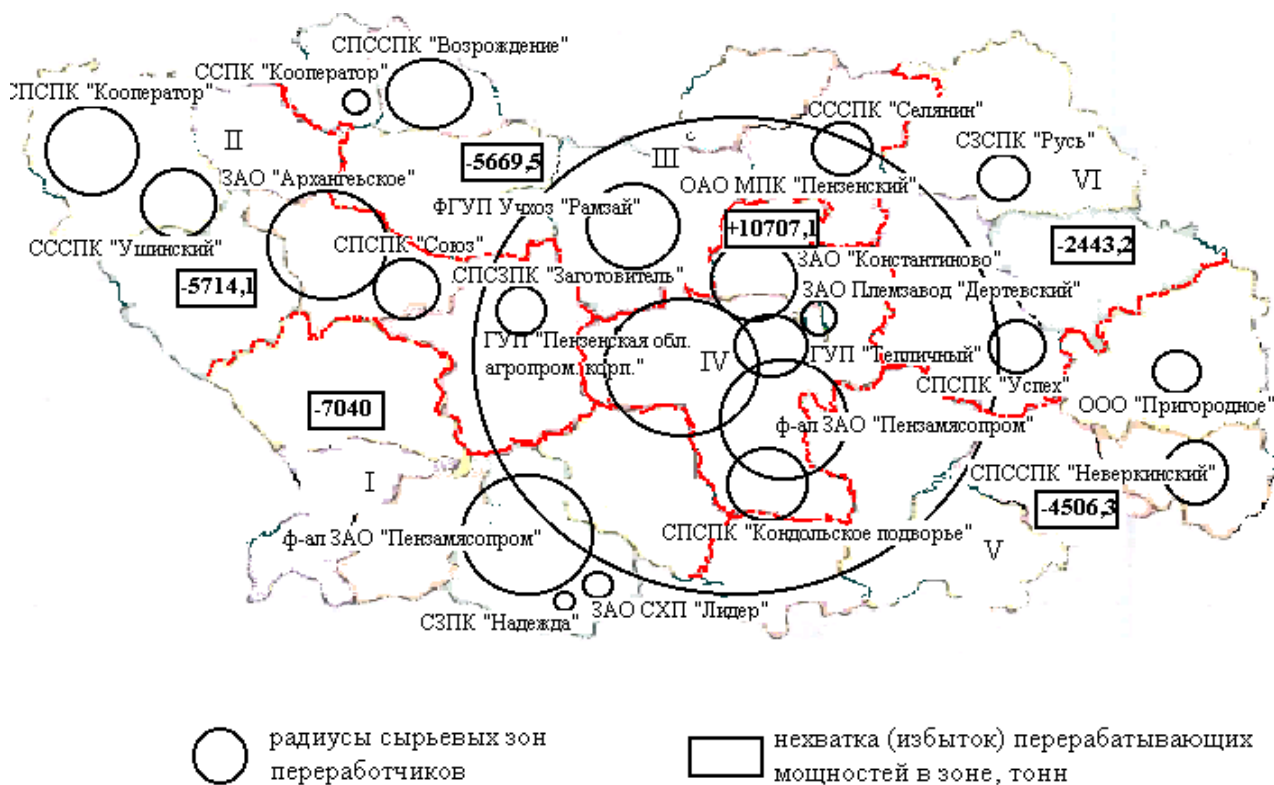 СПССПК "Возрождение"
ССПК "Кооператор"
СПСПК "Кооператор"
СССПК "Селянин"
II
-5669,5
III
СЗСПК "Русь"
ЗАО "Архангеьское"
ОАО МПК "Пензенский"
VI
ФГУП Учхоз "Рамзай"
+10707,1
СССПК "Ушинский"
СПСПК "Союз"
-2443,2
ЗАО "Константиново"
СПСЗПК "Заготовитель"
-5714,1
ЗАО Племзавод "Дертевский"
ГУП "Пензенская обл.
агропром. корп."
IV
ГУП "Тепличный"
СПСПК "Успех"
-7040
ООО "Пригородное"
ф-ал ЗАО "Пензамясопром"
СПССПК "Неверкинский"
I
-4506,3
ф-ал ЗАО "Пензамясопром"
СПСПК "Кондольское подворье"
V
СЗПК "Надежда"
ЗАО СХП "Лидер"
радиусы сырьевых зон
переработчиков
нехватка (избыток) перерабатывающих
мощностей в зоне, тонн